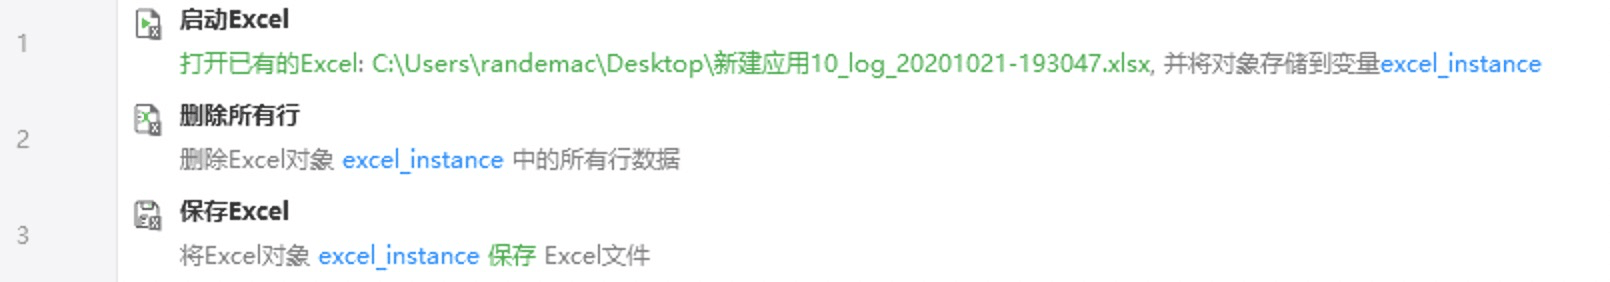 1
启动Excel
打开已有的Excel: C:\Users\randemac\Desktop\新建应用10_log_20201021-193047.xlsx, 并将对象存储到变量excel_instance
2
删除所有行
删除Excel对象 excel_instance 中的所有行数据
3
保存Excel
将Excel对象 excel_instance 保存 Excel文件